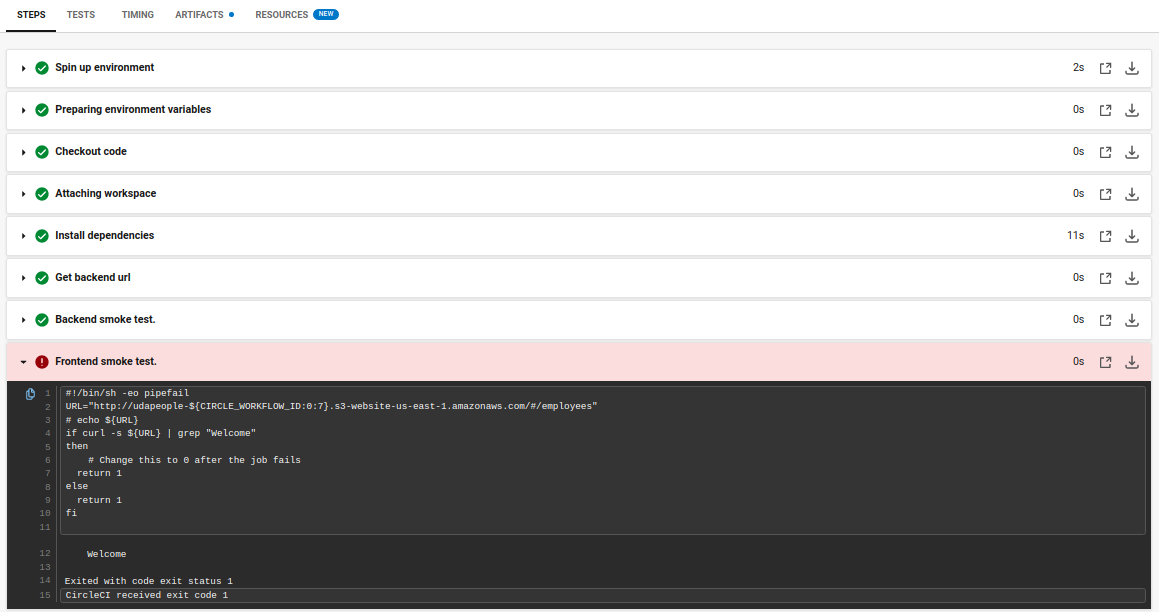 STEPS TESTS TIMING ARTIFACTS RESOURCES NEW
Spin up environment 2s
Preparing environment variables 0s
Checkout code 0s
Attaching workspace 0s
Install dependencies 11s
Get backend url 0s
Backend smoke test. 0s
Frontend smoke test. 0s
1 #!/bin/sh -eo pipefail
2 URL="http://udapeople-${CIRCLE_WORKFLOW_ID:0:7}.s3-website-us-east-1.amazonaws.com/#/employees"
3 # echo ${URL}
4 if curl -s ${URL} | grep "Welcome"
5 then
6     # Change this to 0 after the job fails
7   return 1
8 else
9   return 1
10 fi
11
12     Welcome
13
14 Exited with code exit status 1
15 CircleCI received exit code 1